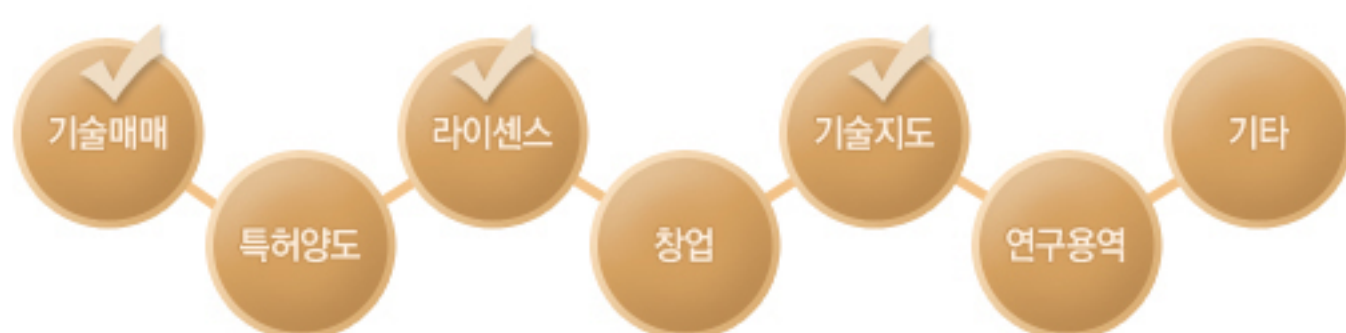 기술매매
특허양도
라이센스
창업
기술지도
연구용역
기타